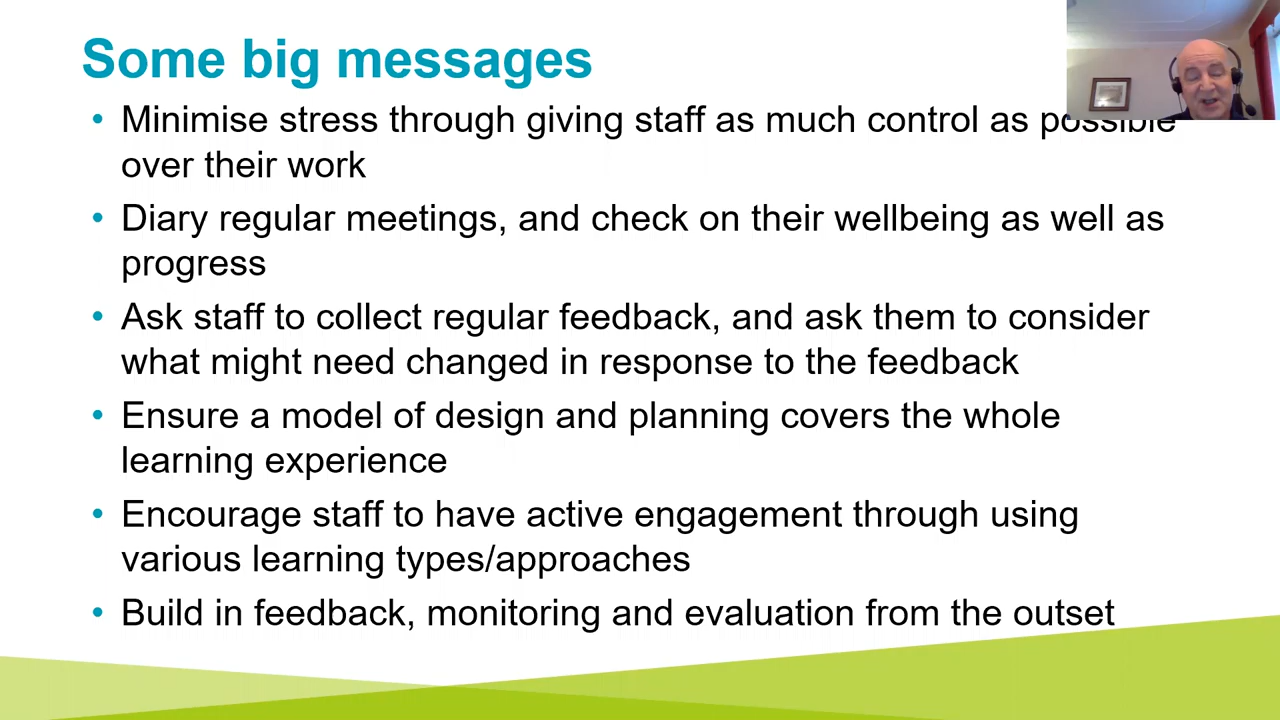 Some big messages
• Minimise stress through giving staff as much control as possible
over their work
• Diary regular meetings, and check on their wellbeing as well as
progress
• Ask staff to collect regular feedback, and ask them to consider
what might need changed in response to the feedback
• Ensure a model of design and planning covers the whole
learning experience
• Encourage staff to have active engagement through using
various learning types/approaches
• Build in feedback, monitoring and evaluation from the outset